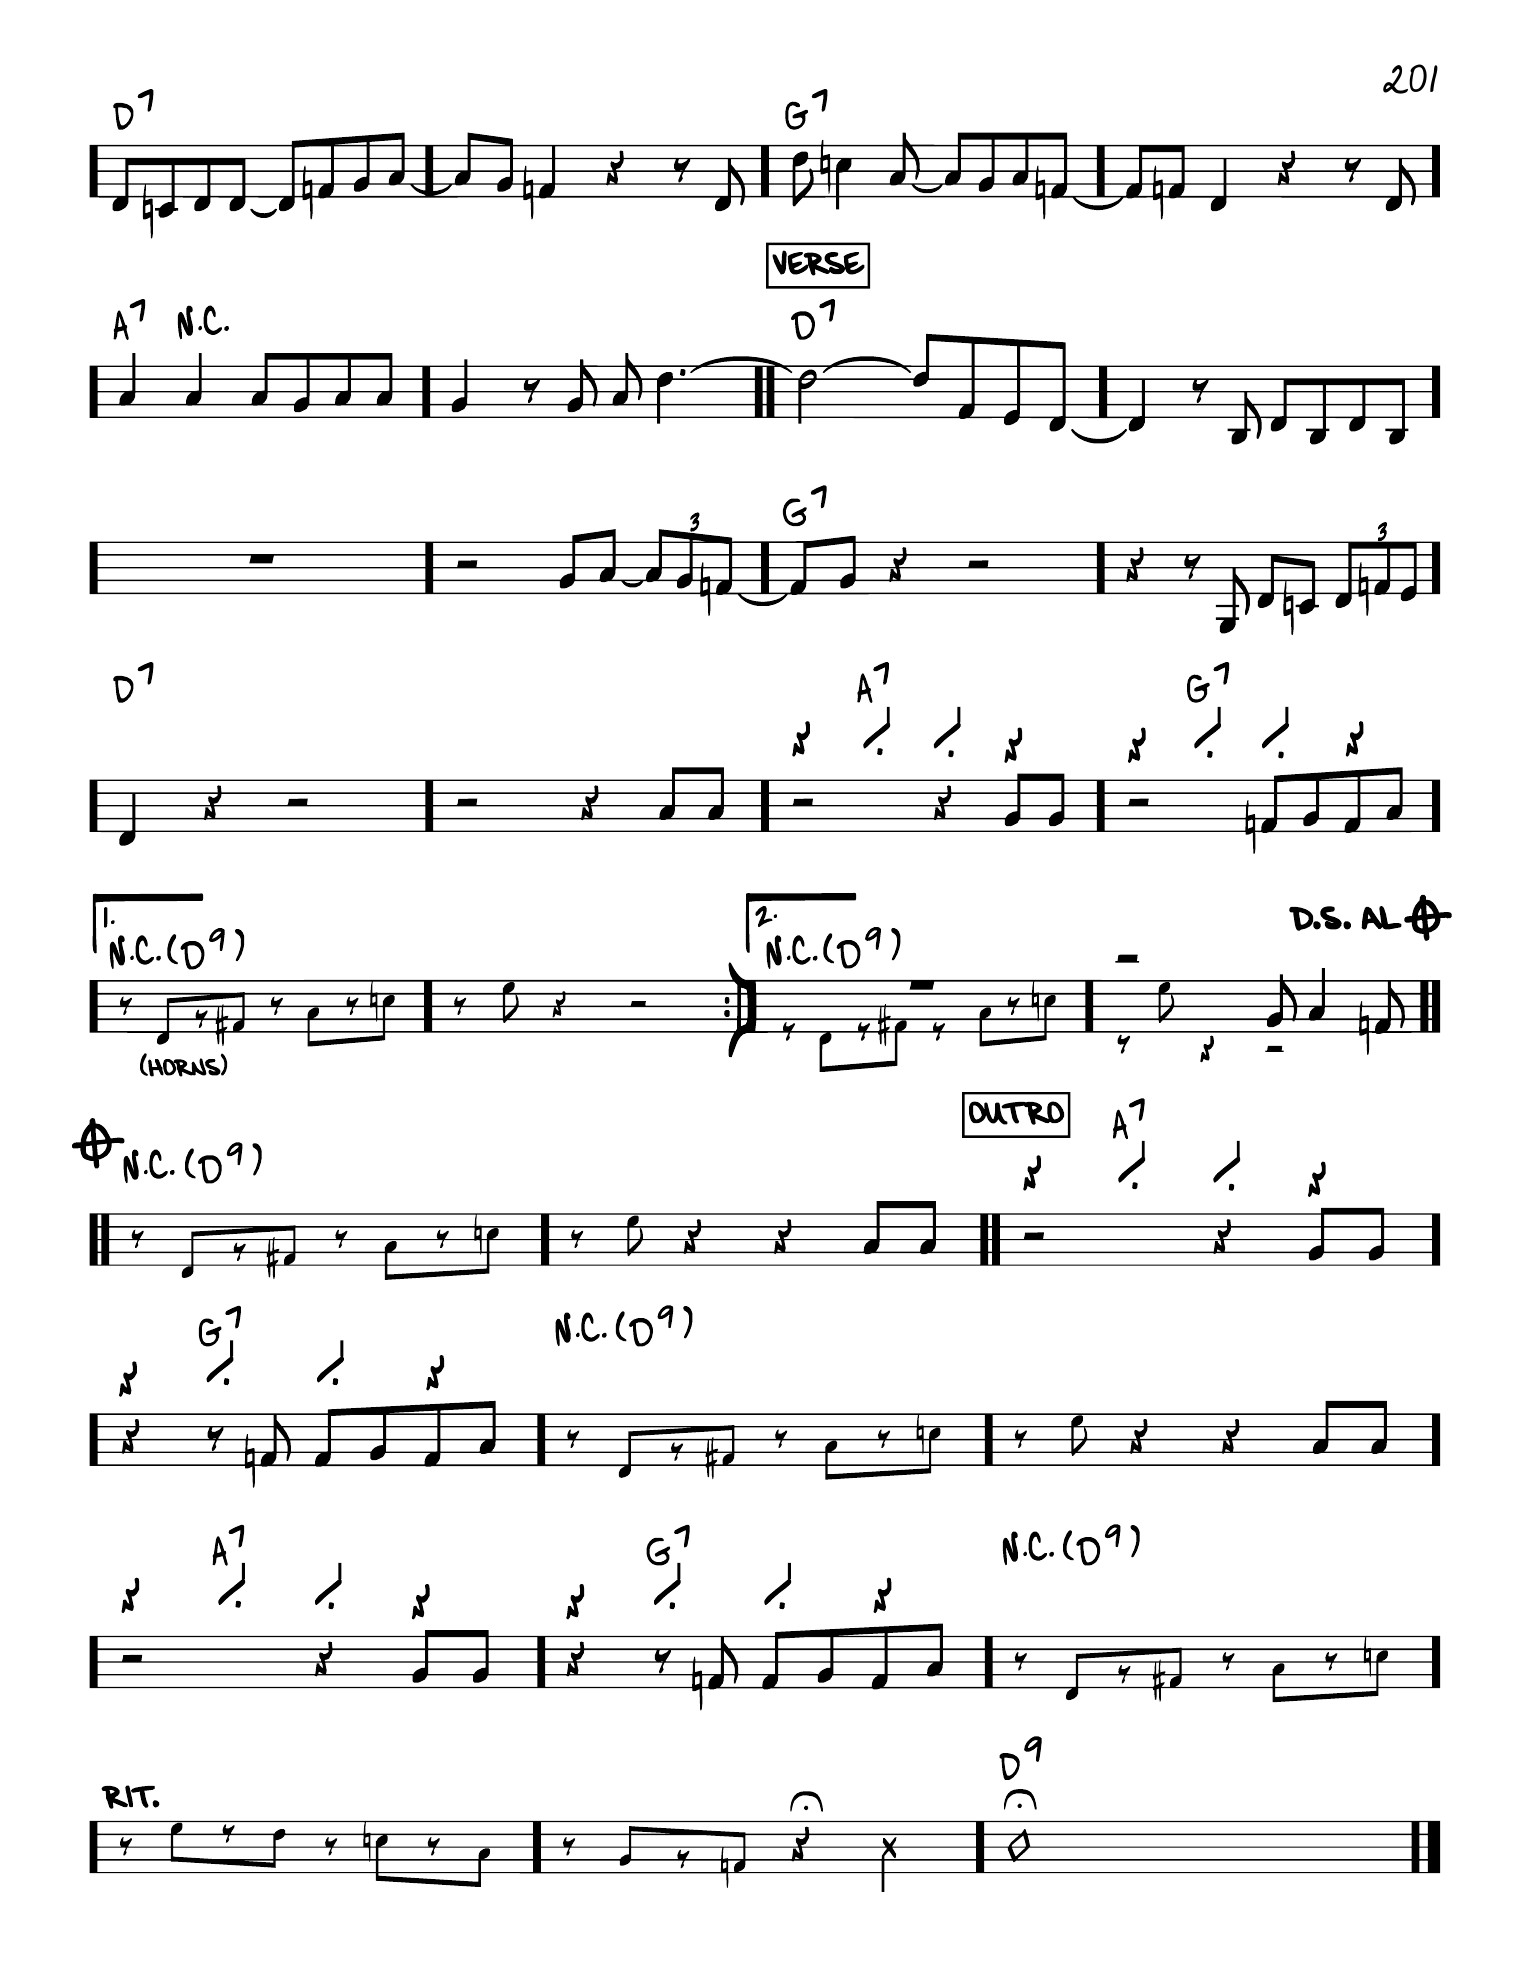 201
D7 G7
VERSE
A7 N.C. D7
3
G7
3
D7 A7 G7
1. 2. D.S. AL
N.C. (D9) N.C. (D9)
(HORNS)
OUTRO
N.C. (D9) A7
G7 N.C. (D9)
A7 G7 N.C. (D9)
D9
RIT.